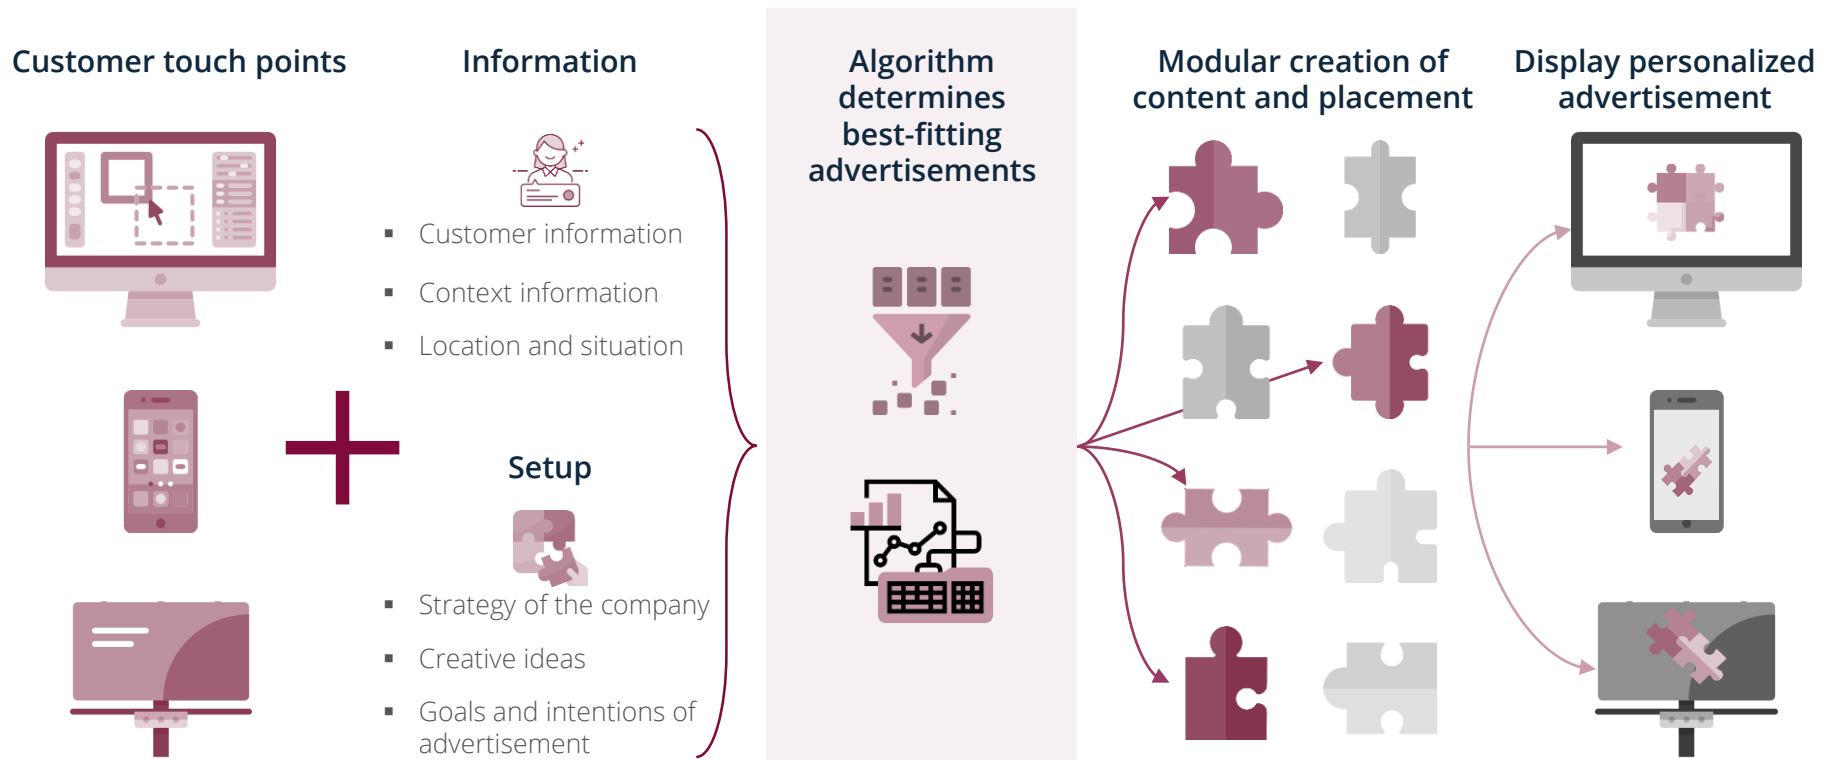 Customer touch points
Information
Customer information
Context information
Location and situation
Setup
Strategy of the company
Creative ideas
Goals and intentions of
advertisement
Algorithm
determines
best-fitting
advertisements
Modular creation of
content and placement
Display personalized
advertisement